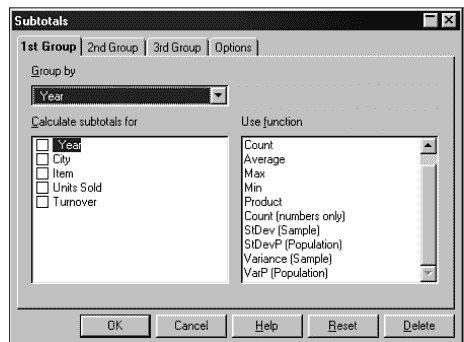 Subtotals
1st Group 2nd Group 3rd Group Options
Group by
Year
Calculate subtotals for
Year
City
Item
Units Sold
Turnover
Use function
Count
Average
Max
Min
Product
Count (numbers only)
StDev (Sample)
StDevP (Population)
Variance (Sample)
VarP (Population)
OK Cancel Help Reset Delete